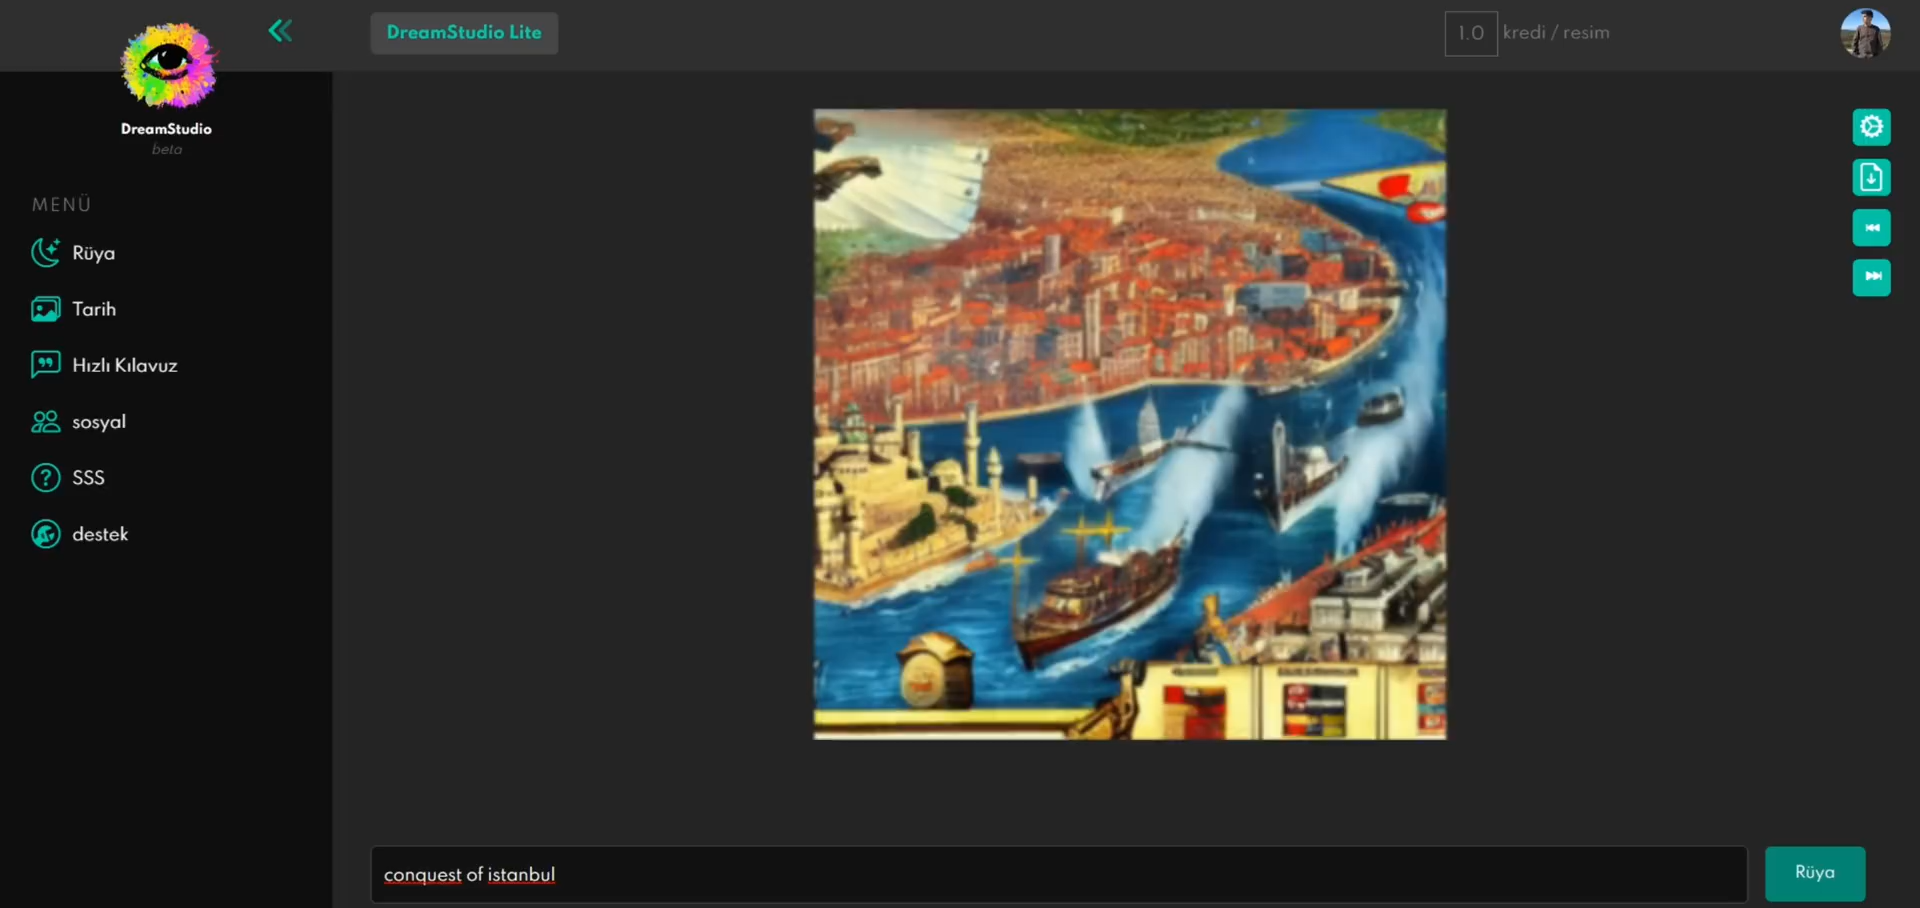 DreamStudio Lite
1.0 kredi / resim
DreamStudio
beta
MENÜ
Rüya
Tarih
Hızlı Kılavuz
sosyal
SSS
destek
conquest of istanbul
Rüya